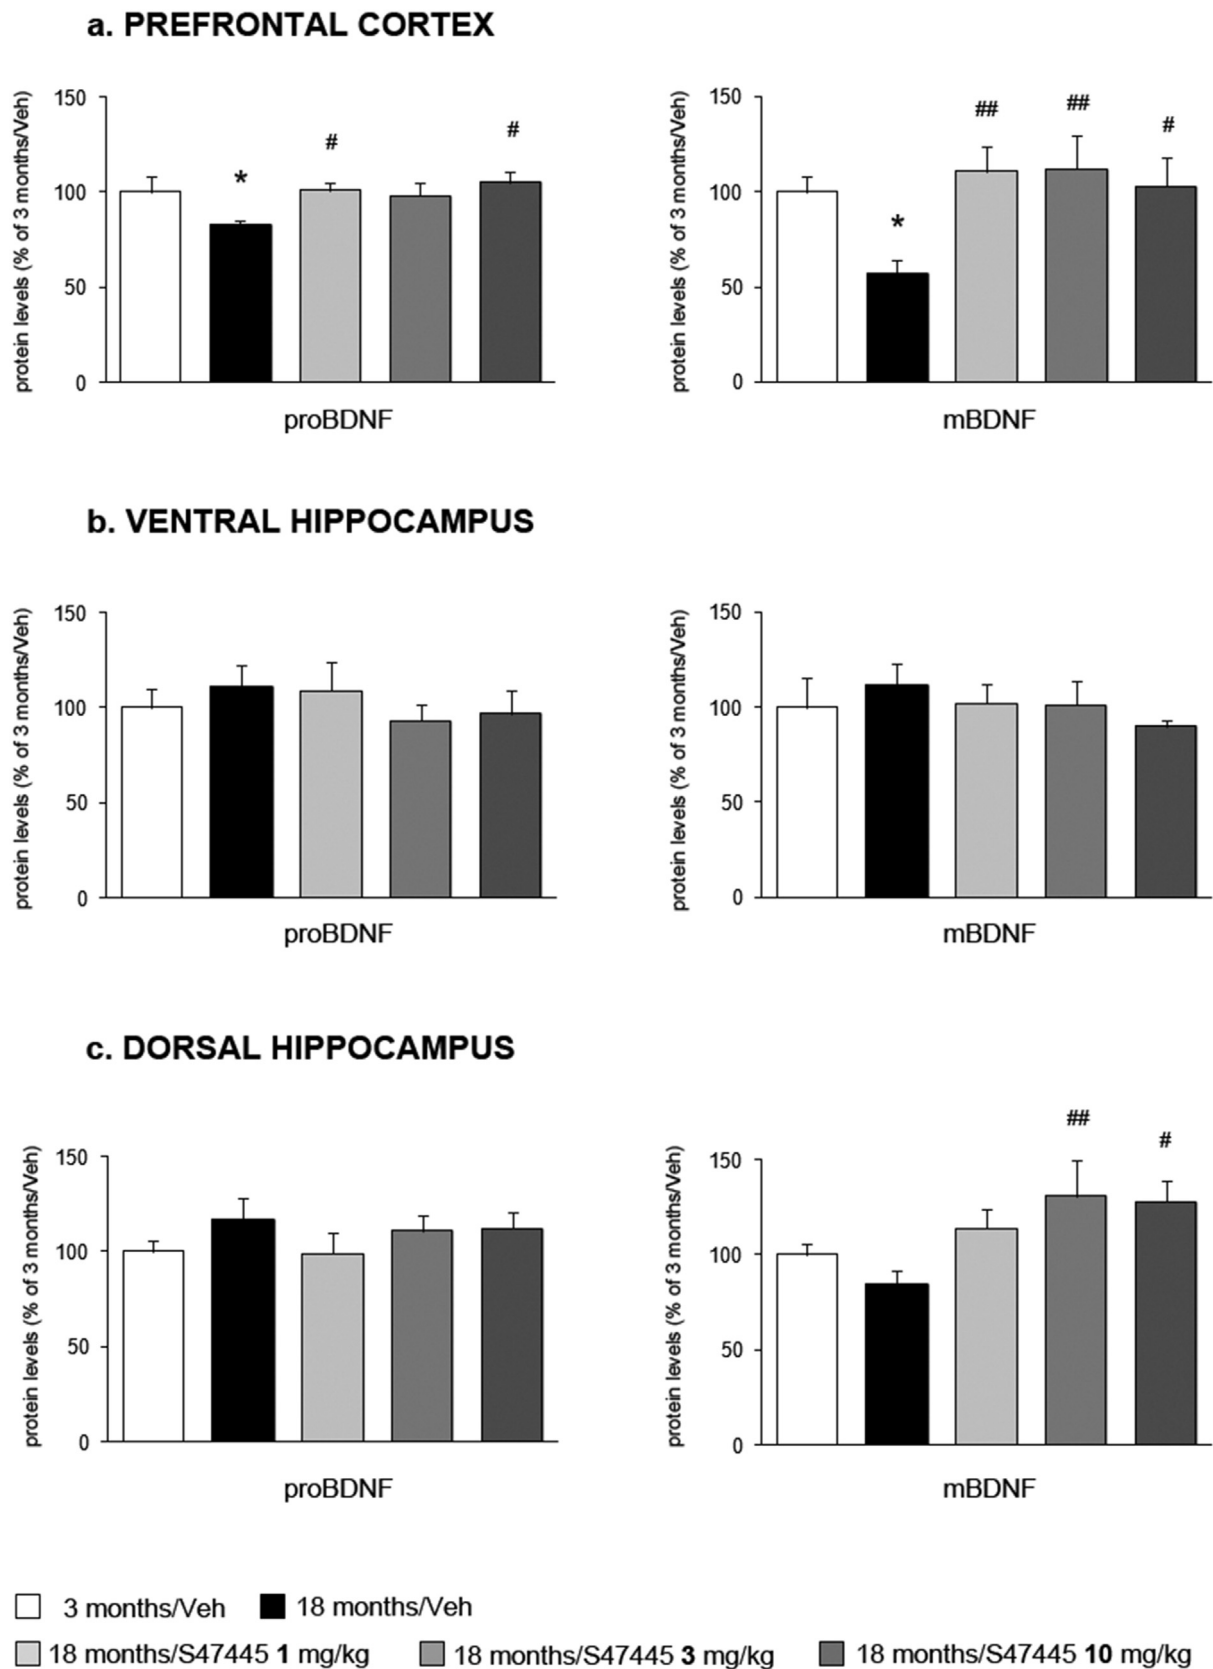 a. PREFRONTAL CORTEX
protein levels (% of 3 months/Veh)
150
100
50
0
*
#
#
proBDNF
protein levels (% of 3 months/Veh)
150
100
50
0
*
##
##
#
mBDNF
b. VENTRAL HIPPOCAMPUS
protein levels (% of 3 months/Veh)
150
100
50
0
proBDNF
protein levels (% of 3 months/Veh)
150
100
50
0
mBDNF
c. DORSAL HIPPOCAMPUS
protein levels (% of 3 months/Veh)
150
100
50
0
proBDNF
protein levels (% of 3 months/Veh)
150
100
50
0
##
#
mBDNF
3 months/Veh
18 months/Veh
18 months/S47445 1 mg/kg
18 months/S47445 3 mg/kg
18 months/S47445 10 mg/kg